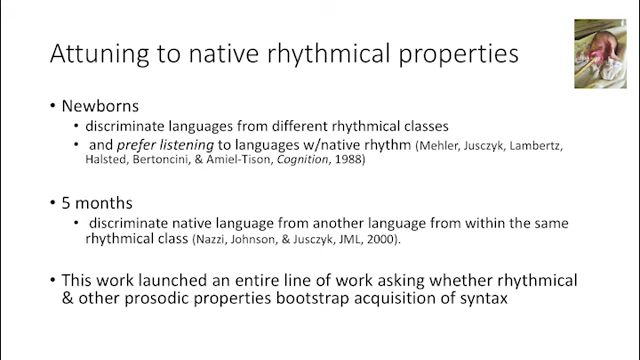 Attuning to native rhythmical properties
• Newborns
• discriminate languages from different rhythmical classes
• and prefer listening to languages w/native rhythm (Mehler, Jusczyk, Lambertz,
Halsted, Bertoncini, & Amiel-Tison, Cognition, 1988)
• 5 months
• discriminate native language from another language from within the same
rhythmical class (Nazzi, Johnson, & Jusczyk, JML, 2000).
• This work launched an entire line of work asking whether rhythmical
& other prosodic properties bootstrap acquisition of syntax